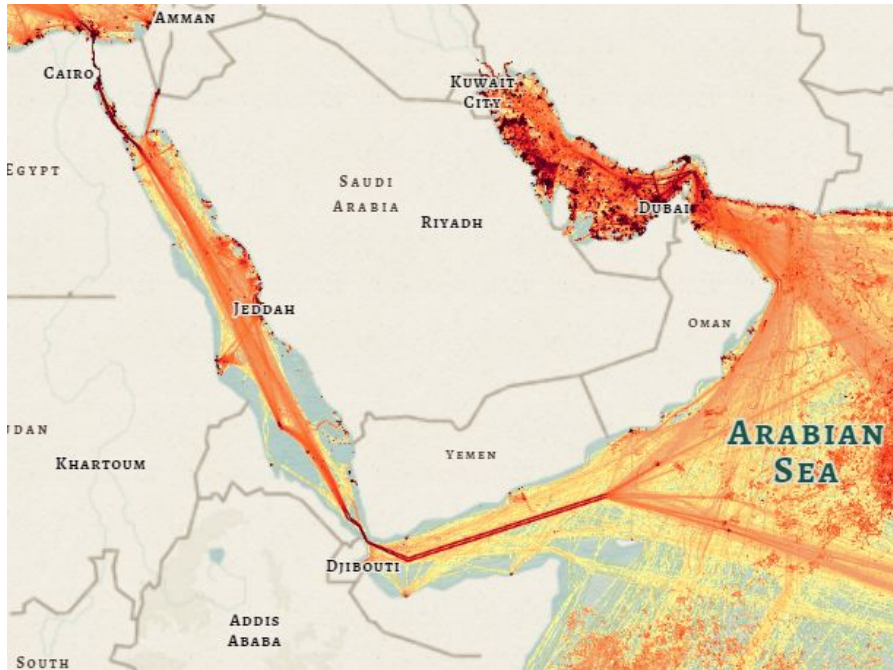 Amman
Cairo
Kuwait
City
Egypt
Saudi
Arabia
Riyadh
Dubai
Jeddah
Oman
Arabian
Sea
udan
Khartoum
Yemen
Djibouti
Addis
Ababa
South